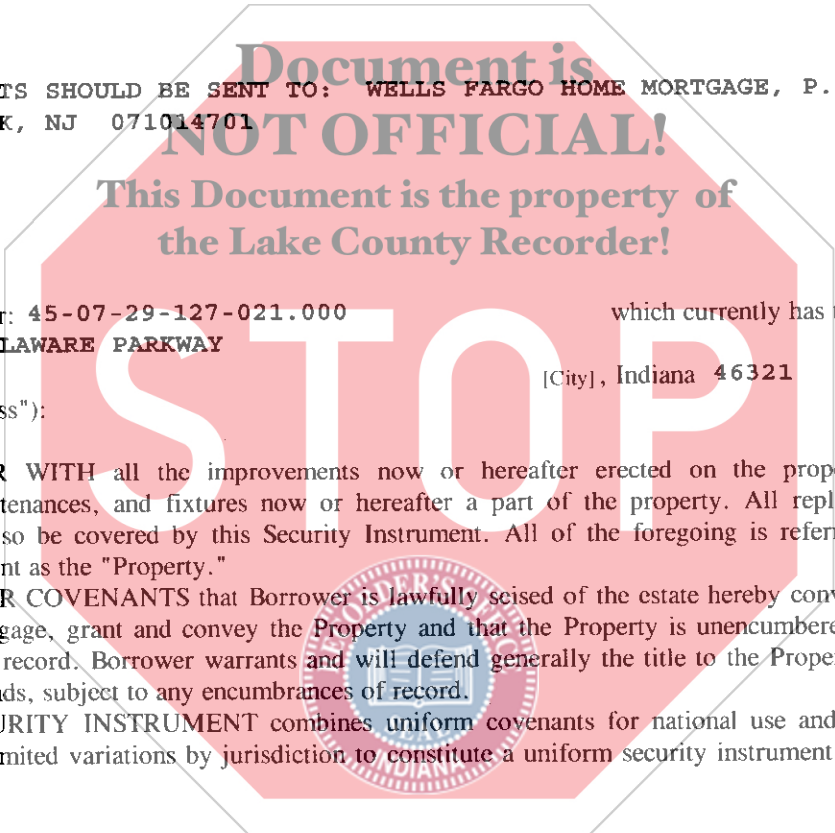 Document is
TS SHOULD BE SENT TO: WELLS FARGO HOME MORTGAGE, P.
K, NJ 071014701
NOT OFFICIAL!
This Document is the property of
the Lake County Recorder!
r: 45-07-29-127-021.000 which currently has
LAWARE PARKWAY
[City], Indiana 46321
ss"):
STOP
R WITH all the improvements now or hereafter erected on the prop
tenances, and fixtures now or hereafter a part of the property. All repl
so be covered by this Security Instrument. All of the foregoing is refer
nt as the "Property."
R COVENANTS that Borrower is lawfully seised of the estate hereby conv
gage, grant and convey the Property and that the Property is unencumbere
record. Borrower warrants and will defend generally the title to the Prope
ds, subject to any encumbrances of record.
URITY INSTRUMENT combines uniform covenants for national use and
mited variations by jurisdiction to constitute a uniform security instrument
RECORDER'S OFFICE
SEAL
INDIANA